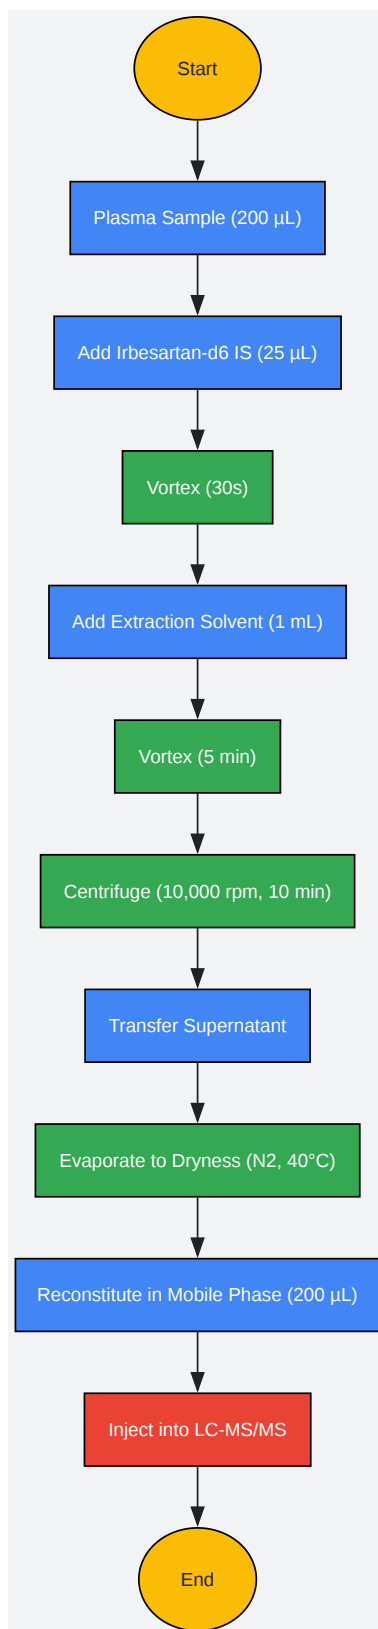 Start
Plasma Sample (200 µL)
Add Irbesartan-d6 IS (25 µL)
Vortex (30s)
Add Extraction Solvent (1 mL)
Vortex (5 min)
Centrifuge (10,000 rpm, 10 min)
Transfer Supernatant
Evaporate to Dryness (N2, 40°C)
Reconstitute in Mobile Phase (200 µL)
Inject into LC-MS/MS
End